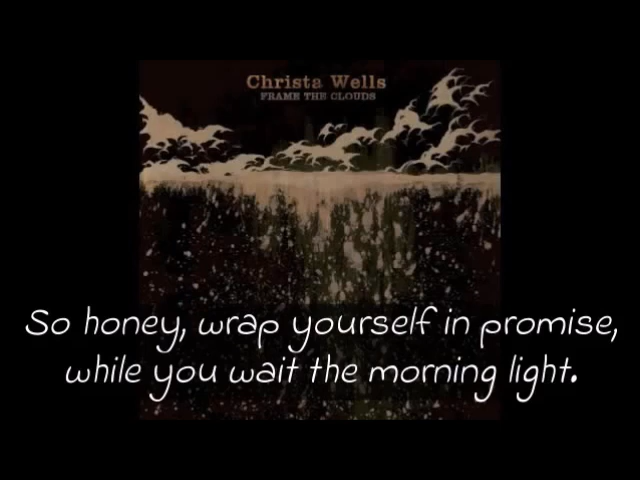 Christa Wells
FRAME THE CLOUDS
So honey, wrap yourself in promise,
while you wait the morning light.